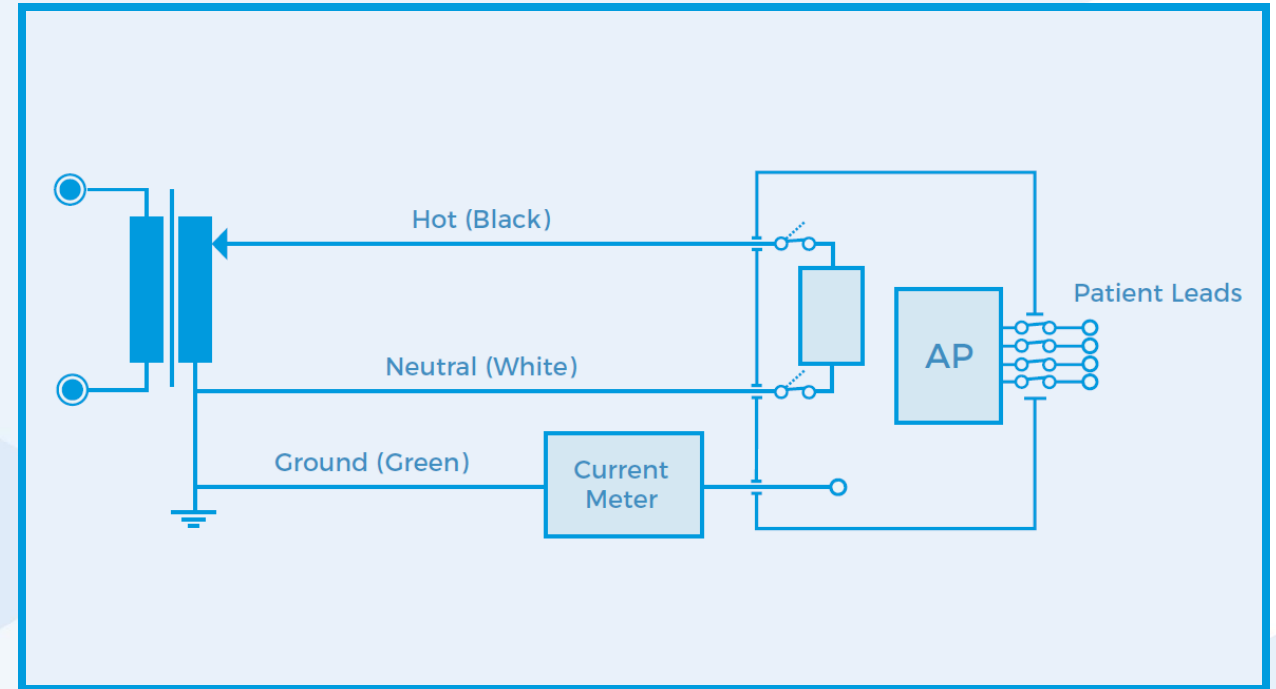 Hot (Black)
Patient Leads
Neutral (White)
AP
Ground (Green)
Current
Meter